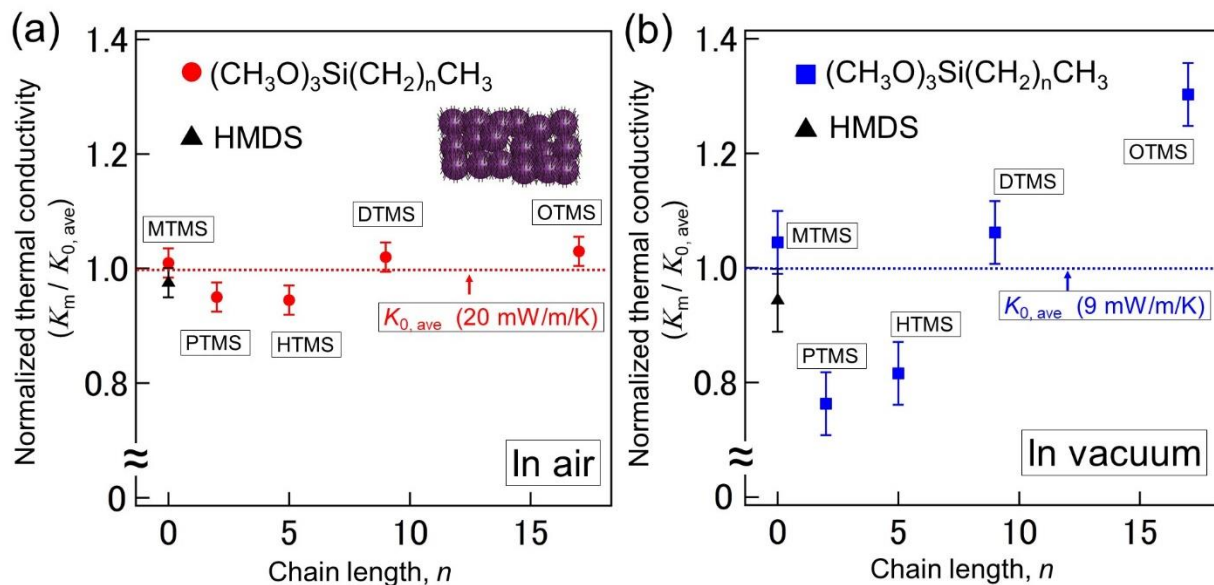 (a)
1.4
1.2
1.0
0.8
≈
0
Normalized thermal conductivity
(Km / K0, ave)
(CH3O)3Si(CH2)nCH3
HMDS
MTMS
PTMS
HTMS
DTMS
OTMS
K0, ave (20 mW/m/K)
In air
0 5 10 15
Chain length, n
(b)
1.4
1.2
1.0
0.8
≈
0
Normalized thermal conductivity
(Km / K0, ave)
(CH3O)3Si(CH2)nCH3
HMDS
MTMS
PTMS
HTMS
DTMS
OTMS
K0, ave (9 mW/m/K)
In vacuum
0 5 10 15
Chain length, n